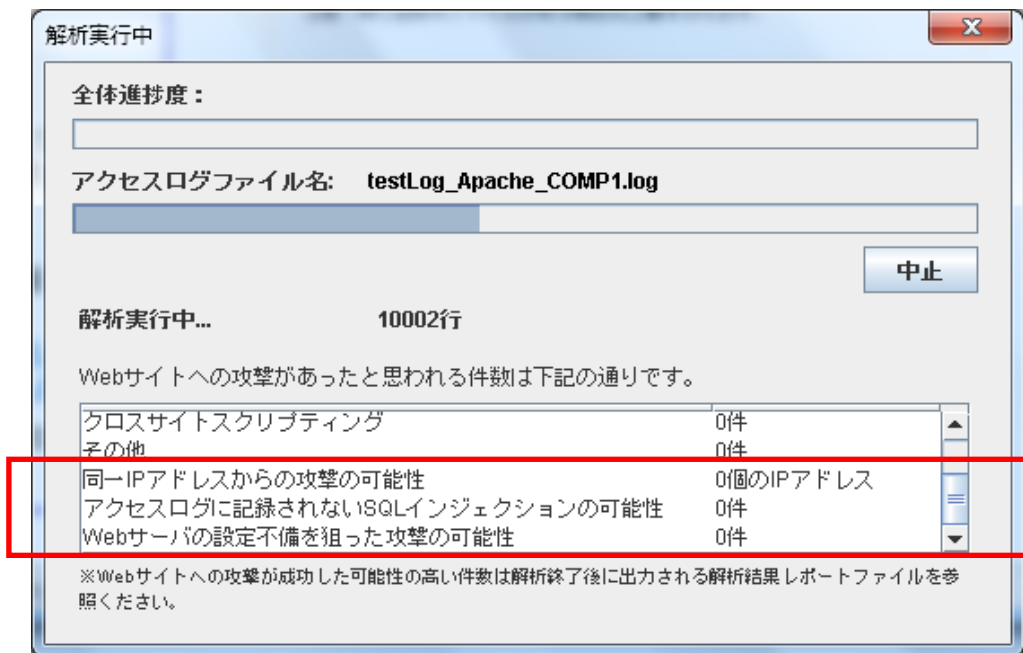 解析実行中
全体進捗度:
アクセスログファイル名: testLog_Apache_COMP1.log
中止
解析実行中... 10002行
Webサイトへの攻撃があったと思われる件数は下記の通りです。
クロスサイトスクリプティング 0件
その他 0件
同一IPアドレスからの攻撃の可能性 0個のIPアドレス
アクセスログに記録されないSQLインジェクションの可能性 0件
Webサーバの設定不備を狙った攻撃の可能性 0件
※Webサイトへの攻撃が成功した可能性の高い件数は解析終了後に出力される解析結果レポートファイルを参
照ください。